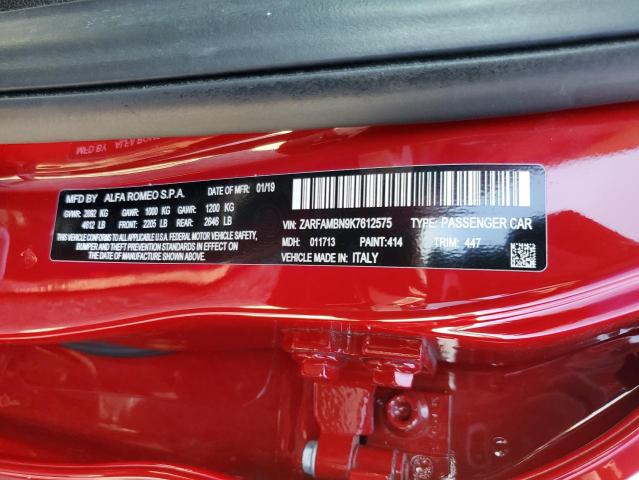 MFD BY ALFA ROMEO S.P.A. DATE OF MFR 01/19
GVWR: 2092 KG GAWR: 1000 KG GAWR: 1200 KG
4612 LB FRONT: 2205 LB REAR: 2646 LB
THIS VEHICLE CONFORMS TO ALL APPLICABLE
U.S.A. FEDERAL MOTOR VEHICLE SAFETY,
BUMPER AND THEFT PREVENTION STANDARDS IN EFFECT ON
THE DATE OF MANUFACTURE SHOWN ABOVE.
VIN: ZARFAMBN9K7612575 TYPE: PASSENGER CAR
MDH: 011713 PAINT: 414 TRIM: 447
VEHICLE MADE IN: ITALY